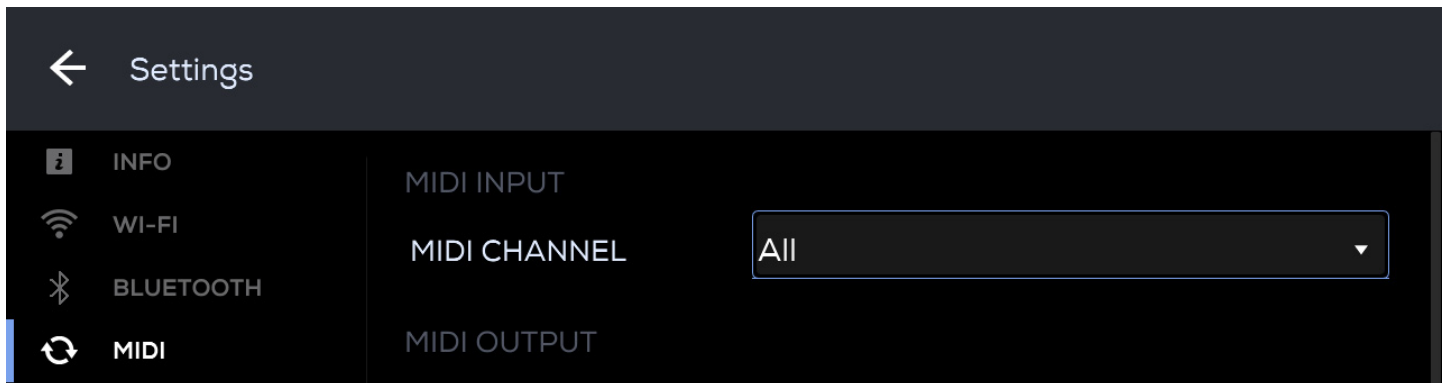 Settings
INFO
WI-FI
BLUETOOTH
MIDI
MIDI INPUT
MIDI CHANNEL All
MIDI OUTPUT